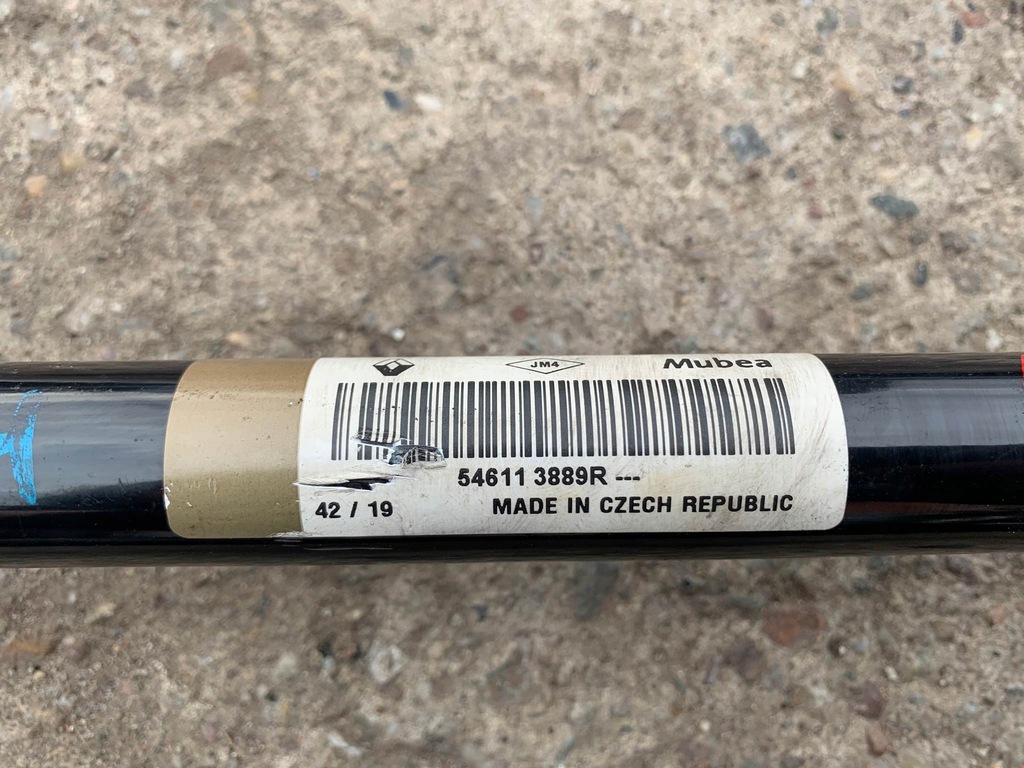 JM4 Mubea
54611 3889R ---
42 / 19 MADE IN CZECH REPUBLIC